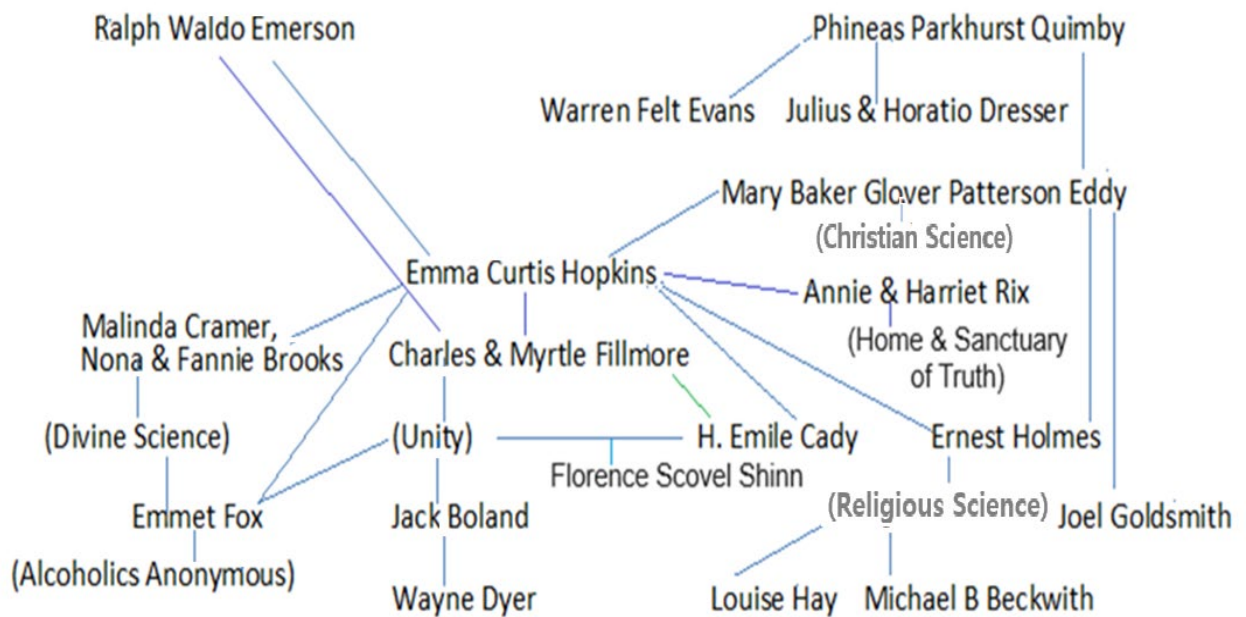 Ralph Waldo Emerson
Phineas Parkhurst Quimby
Warren Felt Evans
Julius & Horatio Dresser
Mary Baker Glover Patterson Eddy
(Christian Science)
Emma Curtis Hopkins
Annie & Harriet Rix
(Home & Sanctuary
of Truth)
Malinda Cramer,
Nona & Fannie Brooks
Charles & Myrtle Fillmore
(Divine Science)
(Unity)
H. Emile Cady
Ernest Holmes
Florence Scovel Shinn
(Religious Science)
Emmet Fox
Jack Boland
Joel Goldsmith
(Alcoholics Anonymous)
Wayne Dyer
Louise Hay
Michael B Beckwith